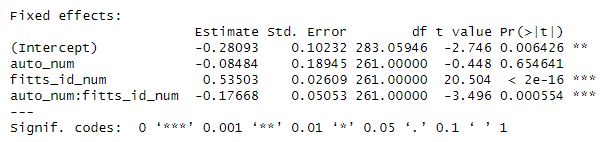 Fixed effects:
Estimate Std. Error df t value Pr(>|t|)
(Intercept) -0.28093 0.10232 283.05946 -2.746 0.006426 **
auto_num -0.08484 0.18945 261.00000 -0.448 0.654641
fitts_id_num 0.53503 0.02609 261.00000 20.504 < 2e-16 ***
auto_num:fitts_id_num -0.17668 0.05053 261.00000 -3.496 0.000554 ***
---
Signif. codes: 0 ‘***’ 0.001 ‘**’ 0.01 ‘*’ 0.05 ‘.’ 0.1 ‘ ’ 1